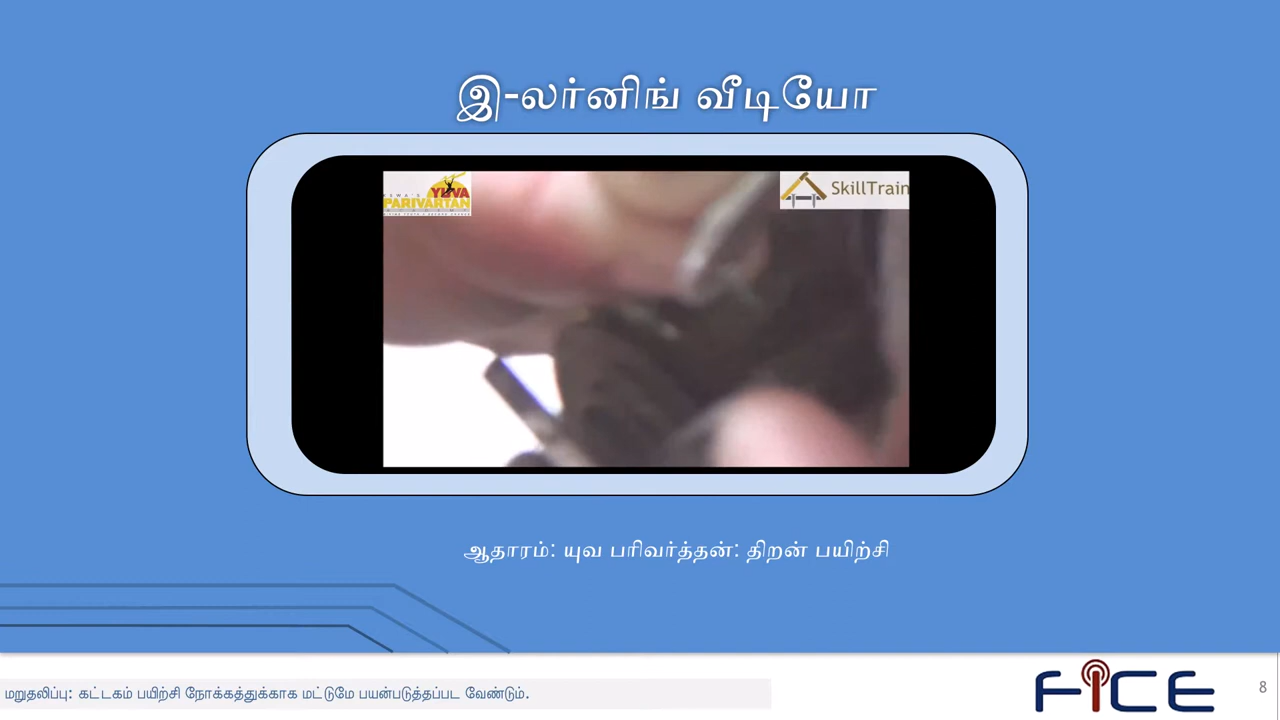 இ-லர்னிங் வீடியோ
YUVA
PARIVARTAN
SkillTrain
ஆதாரம்: யுவ பரிவர்த்தன்: திறன் பயிற்சி
மறுதலிப்பு: கட்டகம் பயிற்சி நோக்கத்துக்காக மட்டுமே பயன்படுத்தப்பட வேண்டும்.
FICE
8